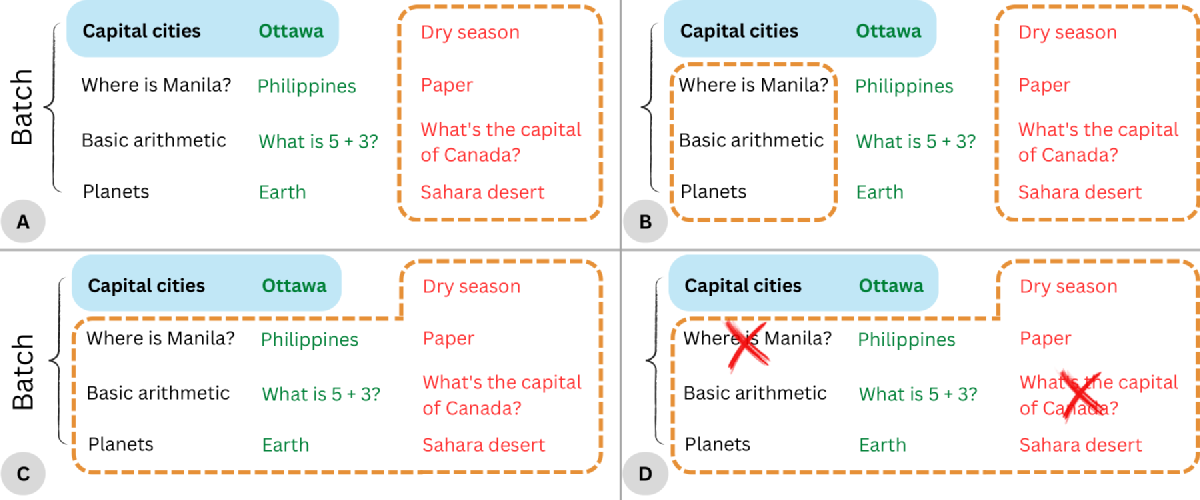 Batch
Capital cities Ottawa Dry season
Where is Manila? Philippines Paper
Basic arithmetic What is 5 + 3? What's the capital
of Canada?
Planets Earth Sahara desert
A
Capital cities Ottawa Dry season
Where is Manila? Philippines Paper
Basic arithmetic What is 5 + 3? What's the capital
of Canada?
Planets Earth Sahara desert
B
Batch
Capital cities Ottawa Dry season
Where is Manila? Philippines Paper
Basic arithmetic What is 5 + 3? What's the capital
of Canada?
Planets Earth Sahara desert
C
Capital cities Ottawa Dry season
Where is Manila? Philippines Paper
Basic arithmetic What is 5 + 3? What's the capital
of Canada?
Planets Earth Sahara desert
D